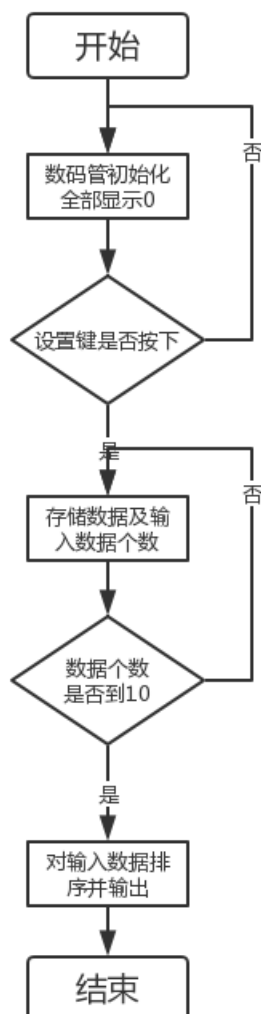 开始
否
数码管初始化
全部显示0
设置键是否按下
是
否
存储数据及输
入数据个数
数据个数
是否到10
是
对输入数据排
序并输出
结束